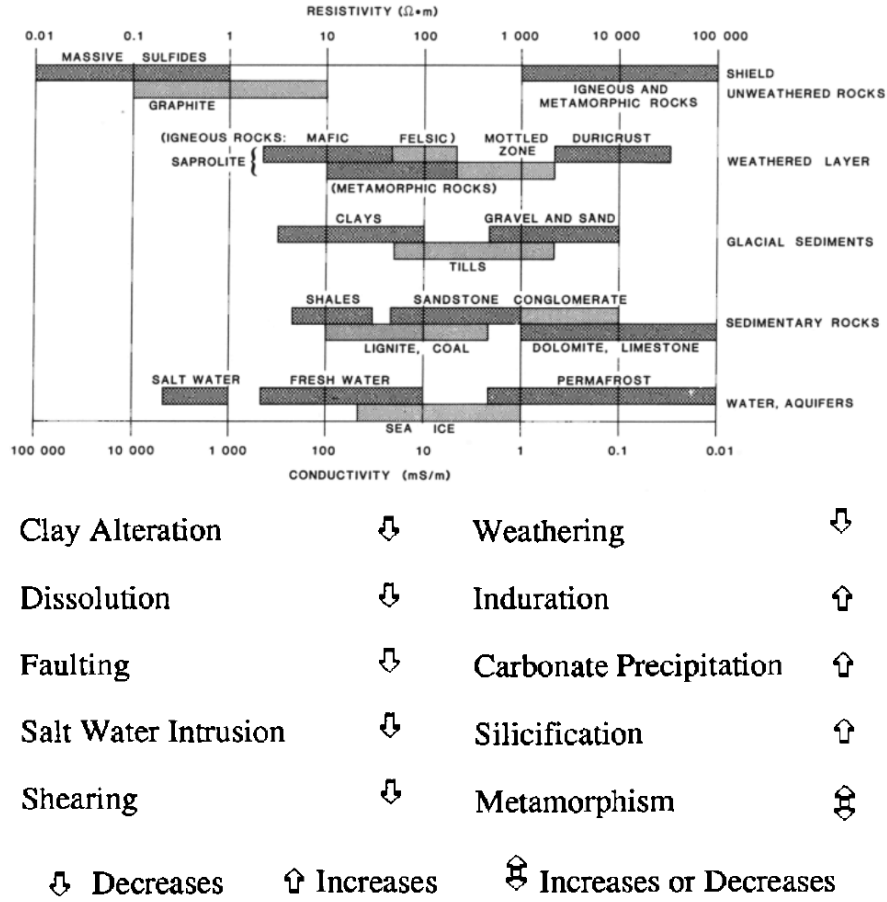 RESISTIVITY (Ω•m)
0.01 0.1 1 10 100 1 000 10 000 100 000
MASSIVE SULFIDES
SHIELD
GRAPHITE
IGNEOUS AND
METAMORPHIC ROCKS
UNWEATHERED ROCKS
(IGNEOUS ROCKS: MAFIC FELSIC) MOTTLED
ZONE DURICRUST
SAPROLITE {
WEATHERED LAYER
(METAMORPHIC ROCKS)
CLAYS GRAVEL AND SAND
GLACIAL SEDIMENTS
TILLS
SHALES SANDSTONE CONGLOMERATE
SEDIMENTARY ROCKS
LIGNITE, COAL DOLOMITE, LIMESTONE
SALT WATER FRESH WATER PERMAFROST
WATER, AQUIFERS
SEA ICE
100 000 10 000 1 000 100 10 1 0.1 0.01
CONDUCTIVITY (mS/m)
Clay Alteration ⇩ Weathering ⇩
Dissolution ⇩ Induration ⇧
Faulting ⇩ Carbonate Precipitation ⇧
Salt Water Intrusion ⇩ Silicification ⇧
Shearing ⇩ Metamorphism ⇳
⇩ Decreases ⇧ Increases ⇳ Increases or Decreases